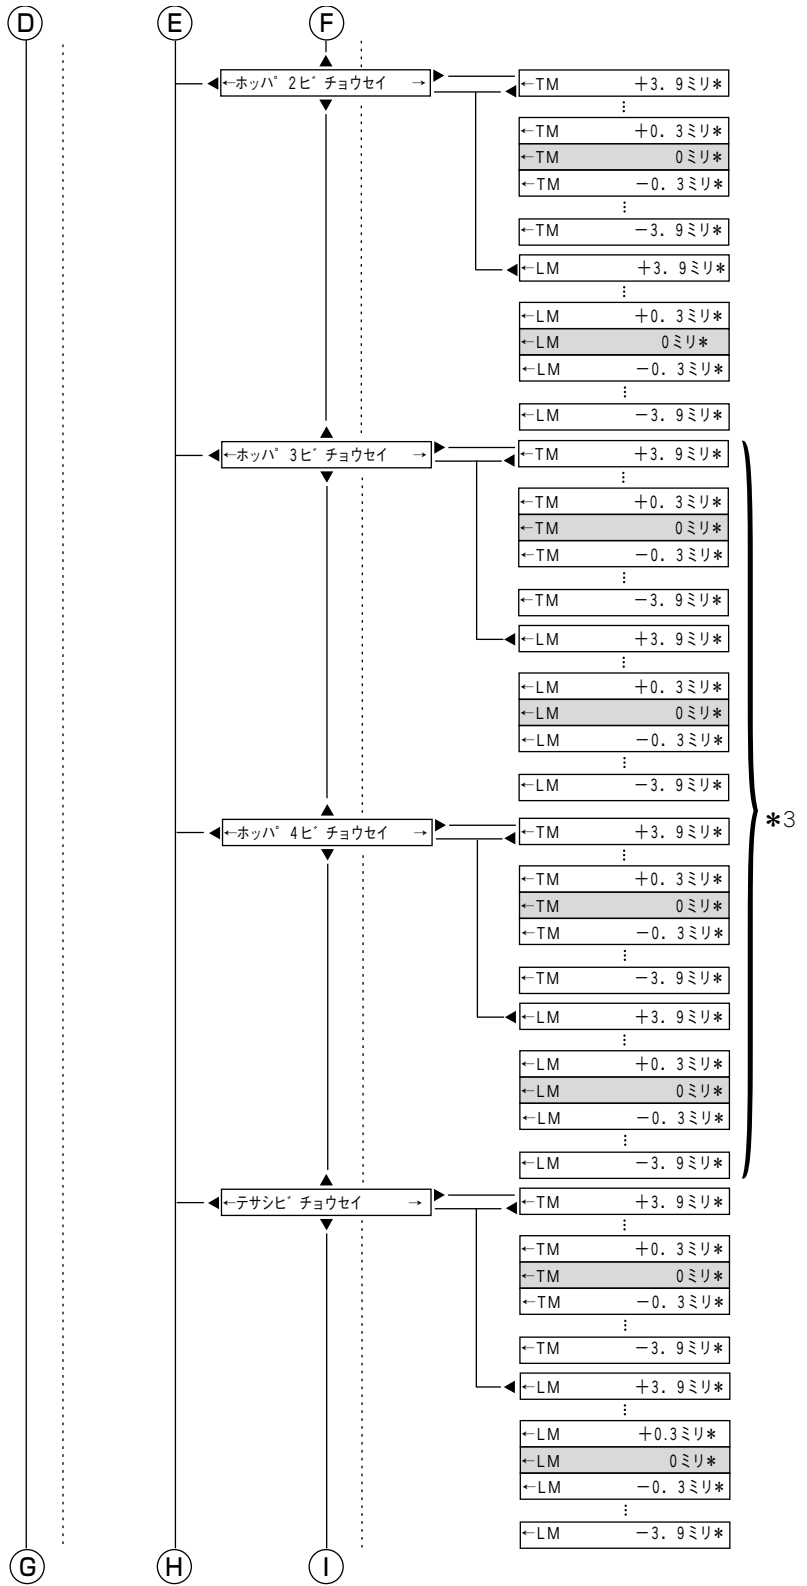 D E F
←ホッパ゜2ビ チョウセイ →
←TM +3. 9ミリ*
⋮
←TM +0. 3ミリ*
←TM 0ミリ*
←TM −0. 3ミリ*
⋮
←TM −3. 9ミリ*
←LM +3. 9ミリ*
⋮
←LM +0. 3ミリ*
←LM 0ミリ*
←LM −0. 3ミリ*
⋮
←LM −3. 9ミリ*
←ホッパ゜3ビ チョウセイ →
←TM +3. 9ミリ*
⋮
←TM +0. 3ミリ*
←TM 0ミリ*
←TM −0. 3ミリ*
⋮
←TM −3. 9ミリ*
←LM +3. 9ミリ*
⋮
←LM +0. 3ミリ*
←LM 0ミリ*
←LM −0. 3ミリ*
⋮
←LM −3. 9ミリ*
*3
←ホッパ゜4ビ チョウセイ →
←TM +3. 9ミリ*
⋮
←TM +0. 3ミリ*
←TM 0ミリ*
←TM −0. 3ミリ*
⋮
←TM −3. 9ミリ*
←LM +3. 9ミリ*
⋮
←LM +0. 3ミリ*
←LM 0ミリ*
←LM −0. 3ミリ*
⋮
←LM −3. 9ミリ*
←テサシビ チョウセイ →
←TM +3. 9ミリ*
⋮
←TM +0. 3ミリ*
←TM 0ミリ*
←TM −0. 3ミリ*
⋮
←TM −3. 9ミリ*
←LM +3. 9ミリ*
⋮
←LM +0.3ミリ*
←LM 0ミリ*
←LM −0. 3ミリ*
⋮
←LM −3. 9ミリ*
G H I